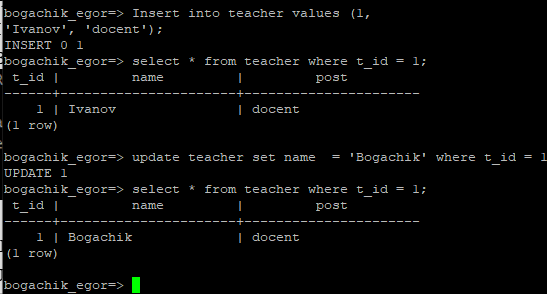 bogachik_egor=> Insert into teacher values (1,
'Ivanov', 'docent');
INSERT 0 1
bogachik_egor=> select * from teacher where t_id = 1;
 t_id |         name         |         post
------+----------------------+----------------------
    1 | Ivanov               | docent
(1 row)

bogachik_egor=> update teacher set name  = 'Bogachik' where t_id = 1
UPDATE 1
bogachik_egor=> select * from teacher where t_id = 1;
 t_id |         name         |         post
------+----------------------+----------------------
    1 | Bogachik             | docent
(1 row)

bogachik_egor=>